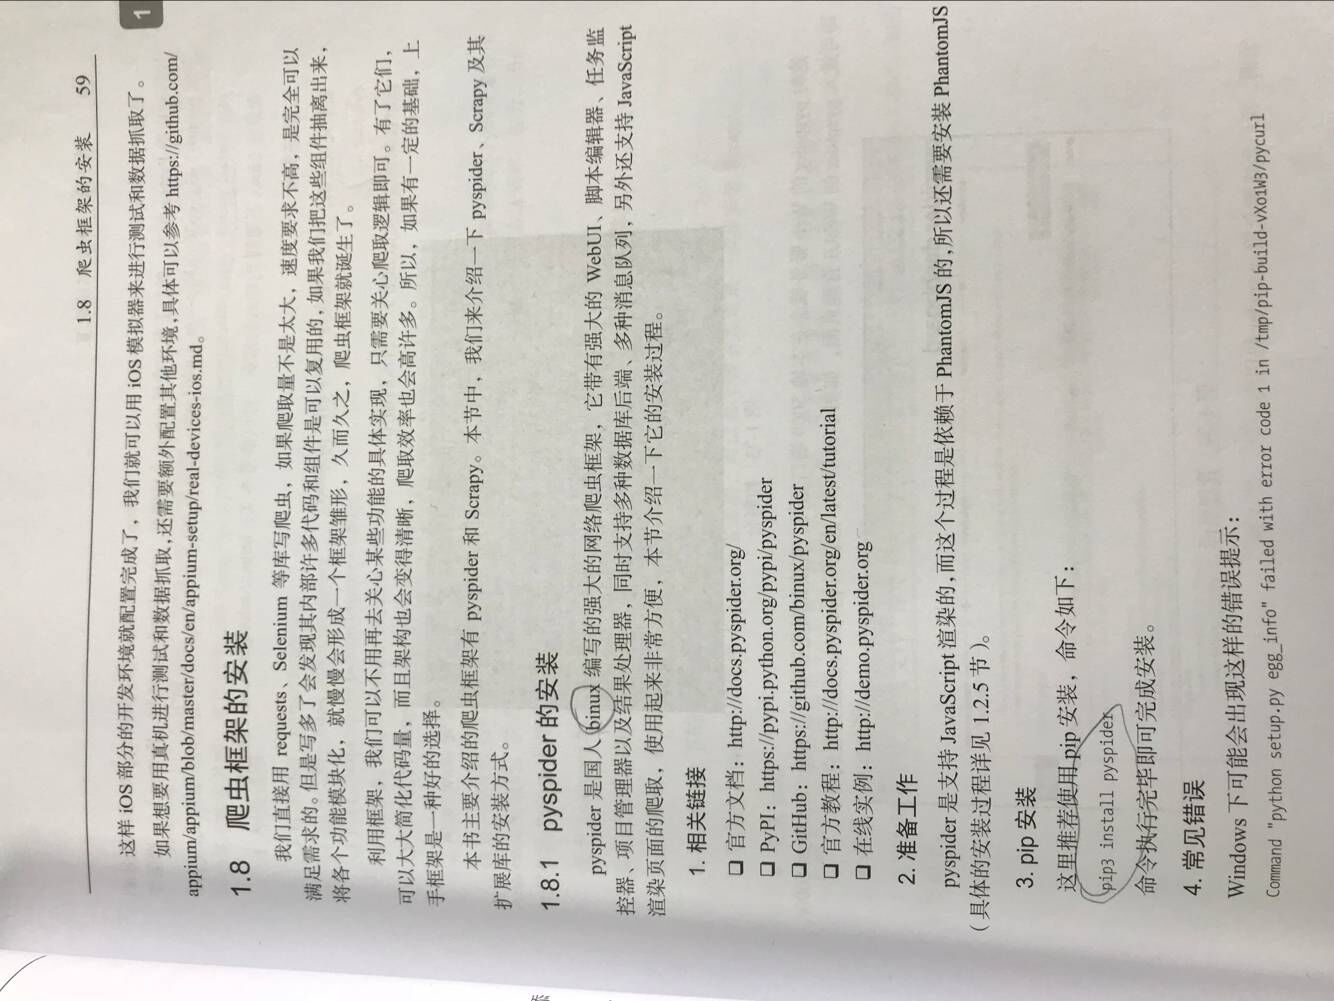 1.8 爬虫框架的安装 59
1
这样 iOS 部分的开发环境就配置完成了，我们就可以用 iOS 模拟器来进行测试和数据抓取了。
如果想要用真机进行测试和数据抓取，还需要额外配置其他环境，具体可以参考 https://github.com/
appium/appium/blob/master/docs/en/appium-setup/real-devices-ios.md。
1.8 爬虫框架的安装
我们直接用 requests、Selenium 等库写爬虫，如果爬取量不是太大，速度要求不高，是完全可以
满足需求的。但是写多了会发现其内部许多代码和组件是可以复用的，如果我们把这些组件抽离出来，
将各个功能模块化，就慢慢会形成一个框架雏形，久而久之，爬虫框架就诞生了。
利用框架，我们可以不用再去关心某些功能的具体实现，只需要关心爬取逻辑即可。有了它们，
可以大大简化代码量，而且架构也会变得清晰，爬取效率也会高许多。所以，如果有一定的基础，上
手框架是一种好的选择。
本书主要介绍的爬虫框架有 pyspider 和 Scrapy。本节中，我们来介绍一下 pyspider、Scrapy 及其
扩展库的安装方式。
1.8.1 pyspider 的安装
pyspider 是国人 binux 编写的强大的网络爬虫框架，它带有强大的 WebUI、脚本编辑器、任务监
控器、项目管理器以及结果处理器，同时支持多种数据库后端、多种消息队列，另外还支持 JavaScript
渲染页面的爬取，使用起来非常方便，本节介绍一下它的安装过程。
1. 相关链接
❑ 官方文档：http://docs.pyspider.org/
❑ PyPI：https://pypi.python.org/pypi/pyspider
❑ GitHub：https://github.com/binux/pyspider
❑ 官方教程：http://docs.pyspider.org/en/latest/tutorial
❑ 在线实例：http://demo.pyspider.org
2. 准备工作
pyspider 是支持 JavaScript 渲染的，而这个过程是依赖于 PhantomJS 的，所以还需要安装 PhantomJS
（具体的安装过程详见 1.2.5 节）。
3. pip 安装
这里推荐使用 pip 安装，命令如下：
pip3 install pyspider
命令执行完毕即可完成安装。
4. 常见错误
Windows 下可能会出现这样的错误提示：
Command "python setup.py egg_info" failed with error code 1 in /tmp/pip-build-vXo1W3/pycurl